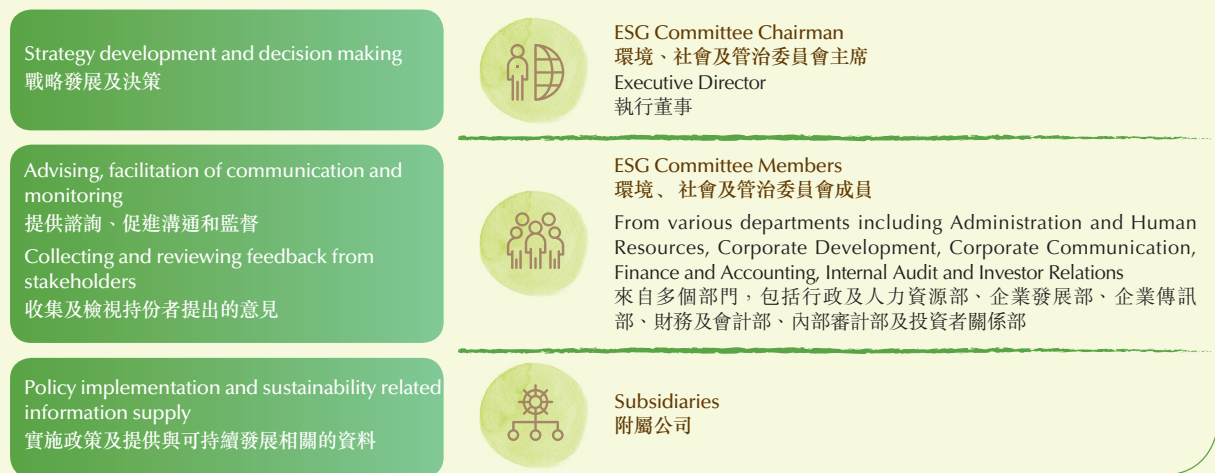 Strategy development and decision making
戰略發展及決策
ESG Committee Chairman
環境、社會及管治委員會主席
Executive Director
執行董事
Advising, facilitation of communication and
monitoring
提供諮詢、促進溝通和監督
Collecting and reviewing feedback from
stakeholders
收集及檢視持份者提出的意見
ESG Committee Members
環境、社會及管治委員會成員
From various departments including Administration and Human
Resources, Corporate Development, Corporate Communication,
Finance and Accounting, Internal Audit and Investor Relations
來自多個部門，包括行政及人力資源部、企業發展部、企業傳訊
部、財務及會計部、內部審計部及投資者關係部
Policy implementation and sustainability related
information supply
實施政策及提供與可持續發展相關的資料
Subsidiaries
附屬公司